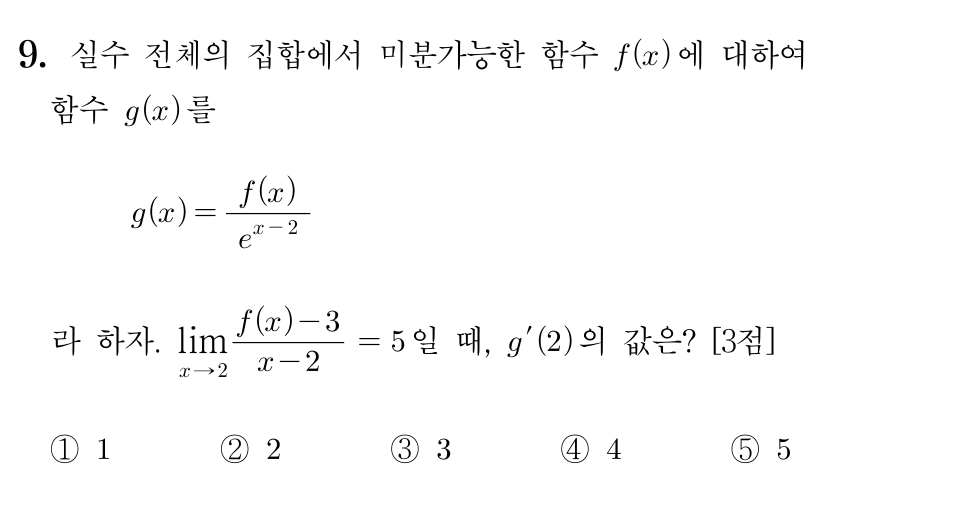 9. 실수 전체의 집합에서 미분가능한 함수 f(x)에 대하여
함수 g(x)를
g(x) = \frac{f(x)}{e^{x-2}}
라 하자. \lim_{x→2} \frac{f(x)-3}{x-2} = 5일 때, g′(2)의 값은? [3점]
① 1 ② 2 ③ 3 ④ 4 ⑤ 5